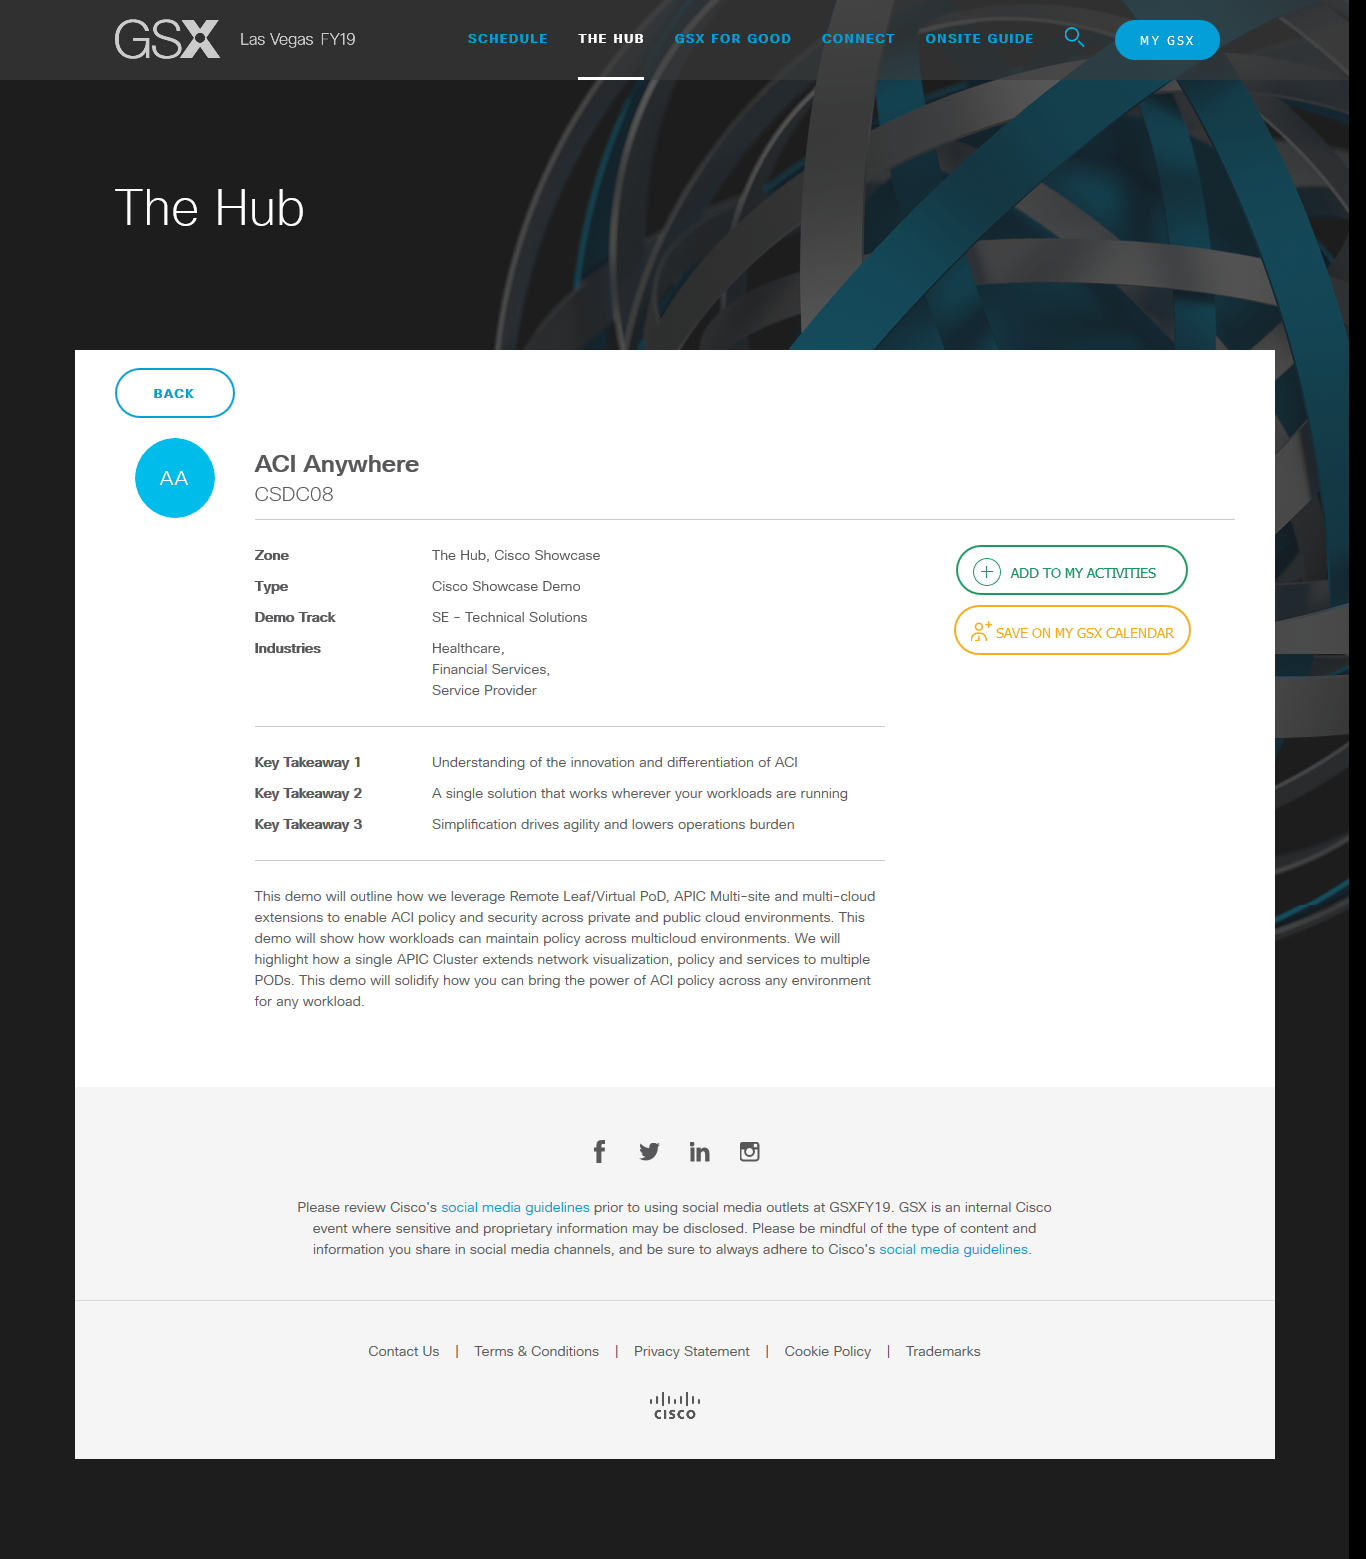 GSX Las Vegas FY19
SCHEDULE THE HUB GSX FOR GOOD CONNECT ONSITE GUIDE MY GSX
The Hub
BACK
AA
ACI Anywhere
CSDC08
Zone The Hub, Cisco Showcase
Type Cisco Showcase Demo
Demo Track SE - Technical Solutions
Industries Healthcare,
Financial Services,
Service Provider
ADD TO MY ACTIVITIES
SAVE ON MY GSX CALENDAR
Key Takeaway 1 Understanding of the innovation and differentiation of ACI
Key Takeaway 2 A single solution that works wherever your workloads are running
Key Takeaway 3 Simplification drives agility and lowers operations burden
This demo will outline how we leverage Remote Leaf/Virtual PoD, APIC Multi-site and multi-cloud
extensions to enable ACI policy and security across private and public cloud environments. This
demo will show how workloads can maintain policy across multicloud environments. We will
highlight how a single APIC Cluster extends network visualization, policy and services to multiple
PODs. This demo will solidify how you can bring the power of ACI policy across any environment
for any workload.
Please review Cisco's social media guidelines prior to using social media outlets at GSXFY19. GSX is an internal Cisco
event where sensitive and proprietary information may be disclosed. Please be mindful of the type of content and
information you share in social media channels, and be sure to always adhere to Cisco's social media guidelines.
Contact Us | Terms & Conditions | Privacy Statement | Cookie Policy | Trademarks
CISCO